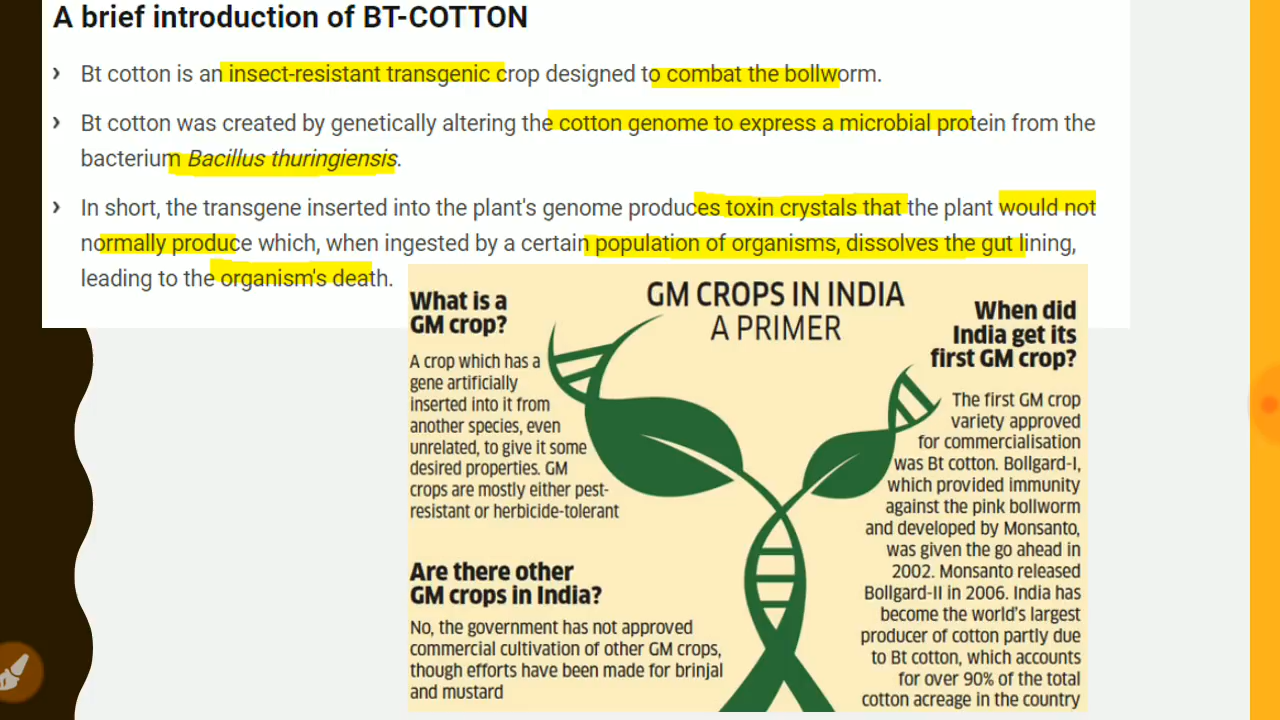 A brief introduction of BT-COTTON
› Bt cotton is an insect-resistant transgenic crop designed to combat the bollworm.
› Bt cotton was created by genetically altering the cotton genome to express a microbial protein from the
bacterium Bacillus thuringiensis.
› In short, the transgene inserted into the plant's genome produces toxin crystals that the plant would not
normally produce which, when ingested by a certain population of organisms, dissolves the gut lining,
leading to the organism's death.
GM CROPS IN INDIA
A PRIMER
What is a
GM crop?
A crop which has a
gene artificially
inserted into it from
another species, even
unrelated, to give it some
desired properties. GM
crops are mostly either pest-
resistant or herbicide-tolerant
Are there other
GM crops in India?
No, the government has not approved
commercial cultivation of other GM crops,
though efforts have been made for brinjal
and mustard
When did
India get its
first GM crop?
The first GM crop
variety approved
for commercialisation
was Bt cotton. Bollgard-I,
which provided immunity
against the pink bollworm
and developed by Monsanto,
was given the go ahead in
2002. Monsanto released
Bollgard-II in 2006. India has
become the world's largest
producer of cotton partly due
to Bt cotton, which accounts
for over 90% of the total
cotton acreage in the country